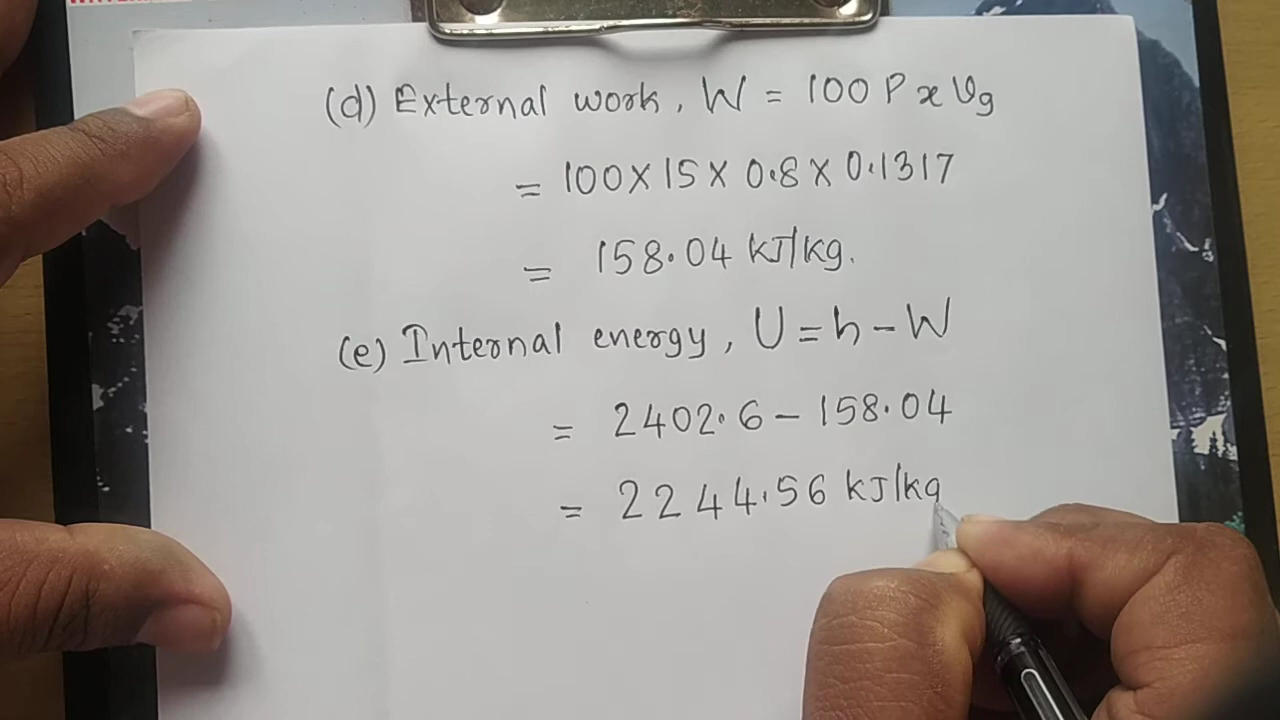 (d) External work, W = 100 P x Vg
= 100 X 15 X 0.8 X 0.1317
= 158.04 kJ/kg.
(e) Internal energy, U = h - W
= 2402.6 - 158.04
= 2244.56 kJ/kg